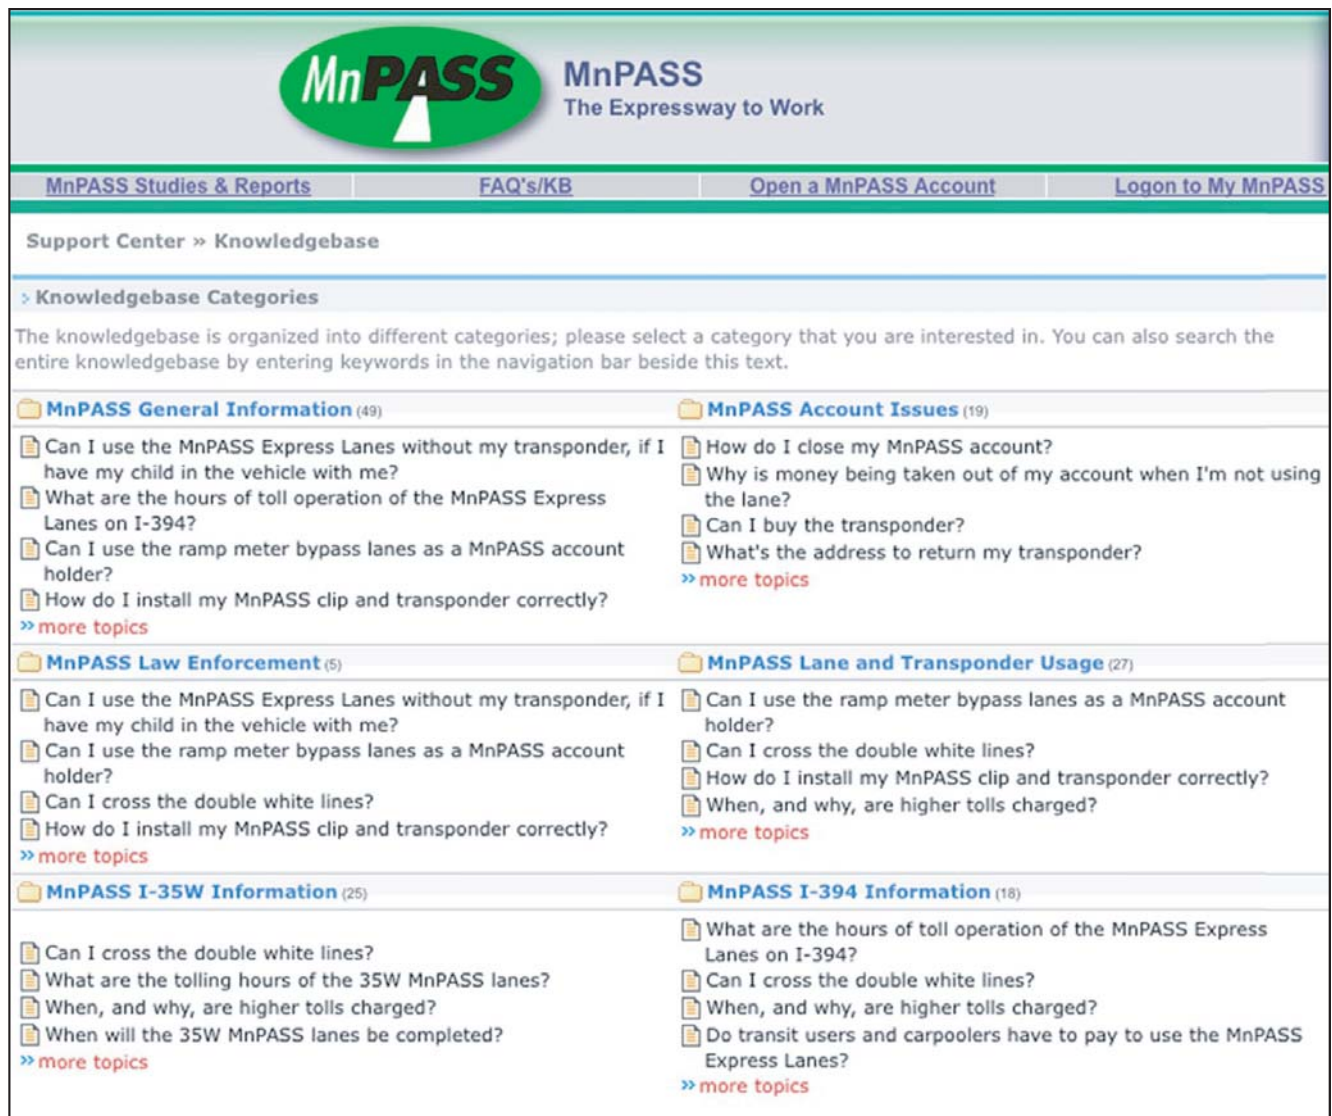 MnPASS
MnPASS
The Expressway to Work
MnPASS Studies & Reports
FAQ's/KB
Open a MnPASS Account
Logon to My MnPASS
Support Center » Knowledgebase
Knowledgebase Categories
The knowledgebase is organized into different categories; please select a category that you are interested in. You can also search the
entire knowledgebase by entering keywords in the navigation bar beside this text.
MnPASS General Information (49)
Can I use the MnPASS Express Lanes without my transponder, if I
have my child in the vehicle with me?
What are the hours of toll operation of the MnPASS Express
Lanes on I-394?
Can I use the ramp meter bypass lanes as a MnPASS account
holder?
How do I install my MnPASS clip and transponder correctly?
» more topics
MnPASS Account Issues (19)
How do I close my MnPASS account?
Why is money being taken out of my account when I'm not using
the lane?
Can I buy the transponder?
What's the address to return my transponder?
» more topics
MnPASS Law Enforcement (5)
Can I use the MnPASS Express Lanes without my transponder, if I
have my child in the vehicle with me?
Can I use the ramp meter bypass lanes as a MnPASS account
holder?
Can I cross the double white lines?
How do I install my MnPASS clip and transponder correctly?
» more topics
MnPASS Lane and Transponder Usage (27)
Can I use the ramp meter bypass lanes as a MnPASS account
holder?
Can I cross the double white lines?
How do I install my MnPASS clip and transponder correctly?
When, and why, are higher tolls charged?
» more topics
MnPASS I-35W Information (25)
Can I cross the double white lines?
What are the tolling hours of the 35W MnPASS lanes?
When, and why, are higher tolls charged?
When will the 35W MnPASS lanes be completed?
» more topics
MnPASS I-394 Information (18)
What are the hours of toll operation of the MnPASS Express
Lanes on I-394?
Can I cross the double white lines?
When, and why, are higher tolls charged?
Do transit users and carpoolers have to pay to use the MnPASS
Express Lanes?
» more topics